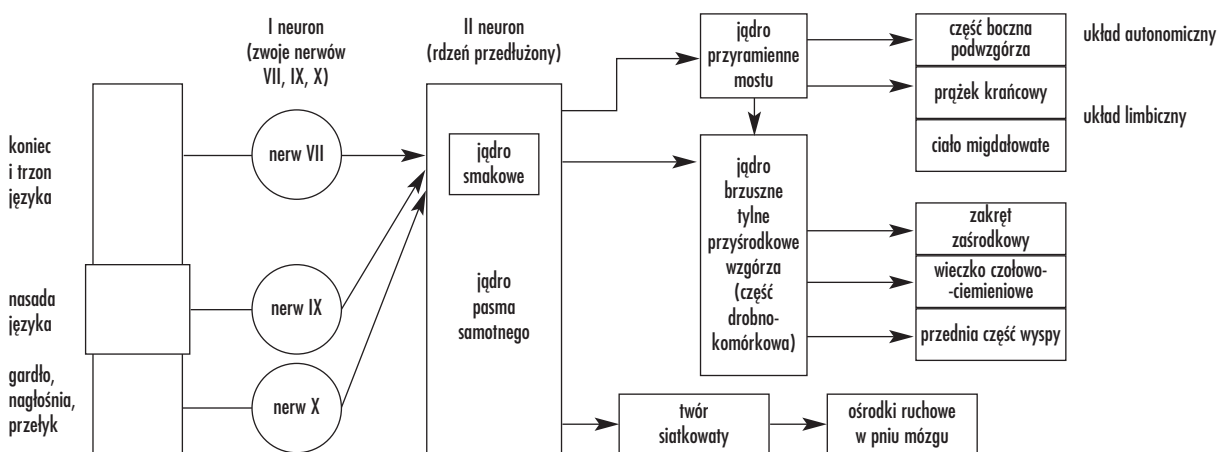 I neuron
(zwoje nerwów
VII, IX, X)
II neuron
(rdzeń przedłużony)
koniec
i trzon
języka
nasada
języka
gardło,
nagłośnia,
przełyk
nerw VII
nerw IX
nerw X
jądro
smakowe
jądro
pasma
samotnego
jądro
przyramienne
mostu
jądro
brzuszne
tylne
przyśrodkowe
wzgórza
(część
drobno-
komórkowa)
twór
siatkowaty
ośrodki ruchowe
w pniu mózgu
część boczna
podwzgórza
prążek krańcowy
ciało migdałowate
układ autonomiczny
układ limbiczny
zakręt
zaśrodkowy
wieczko czołowo-
-ciemieniowe
przednia część wyspy